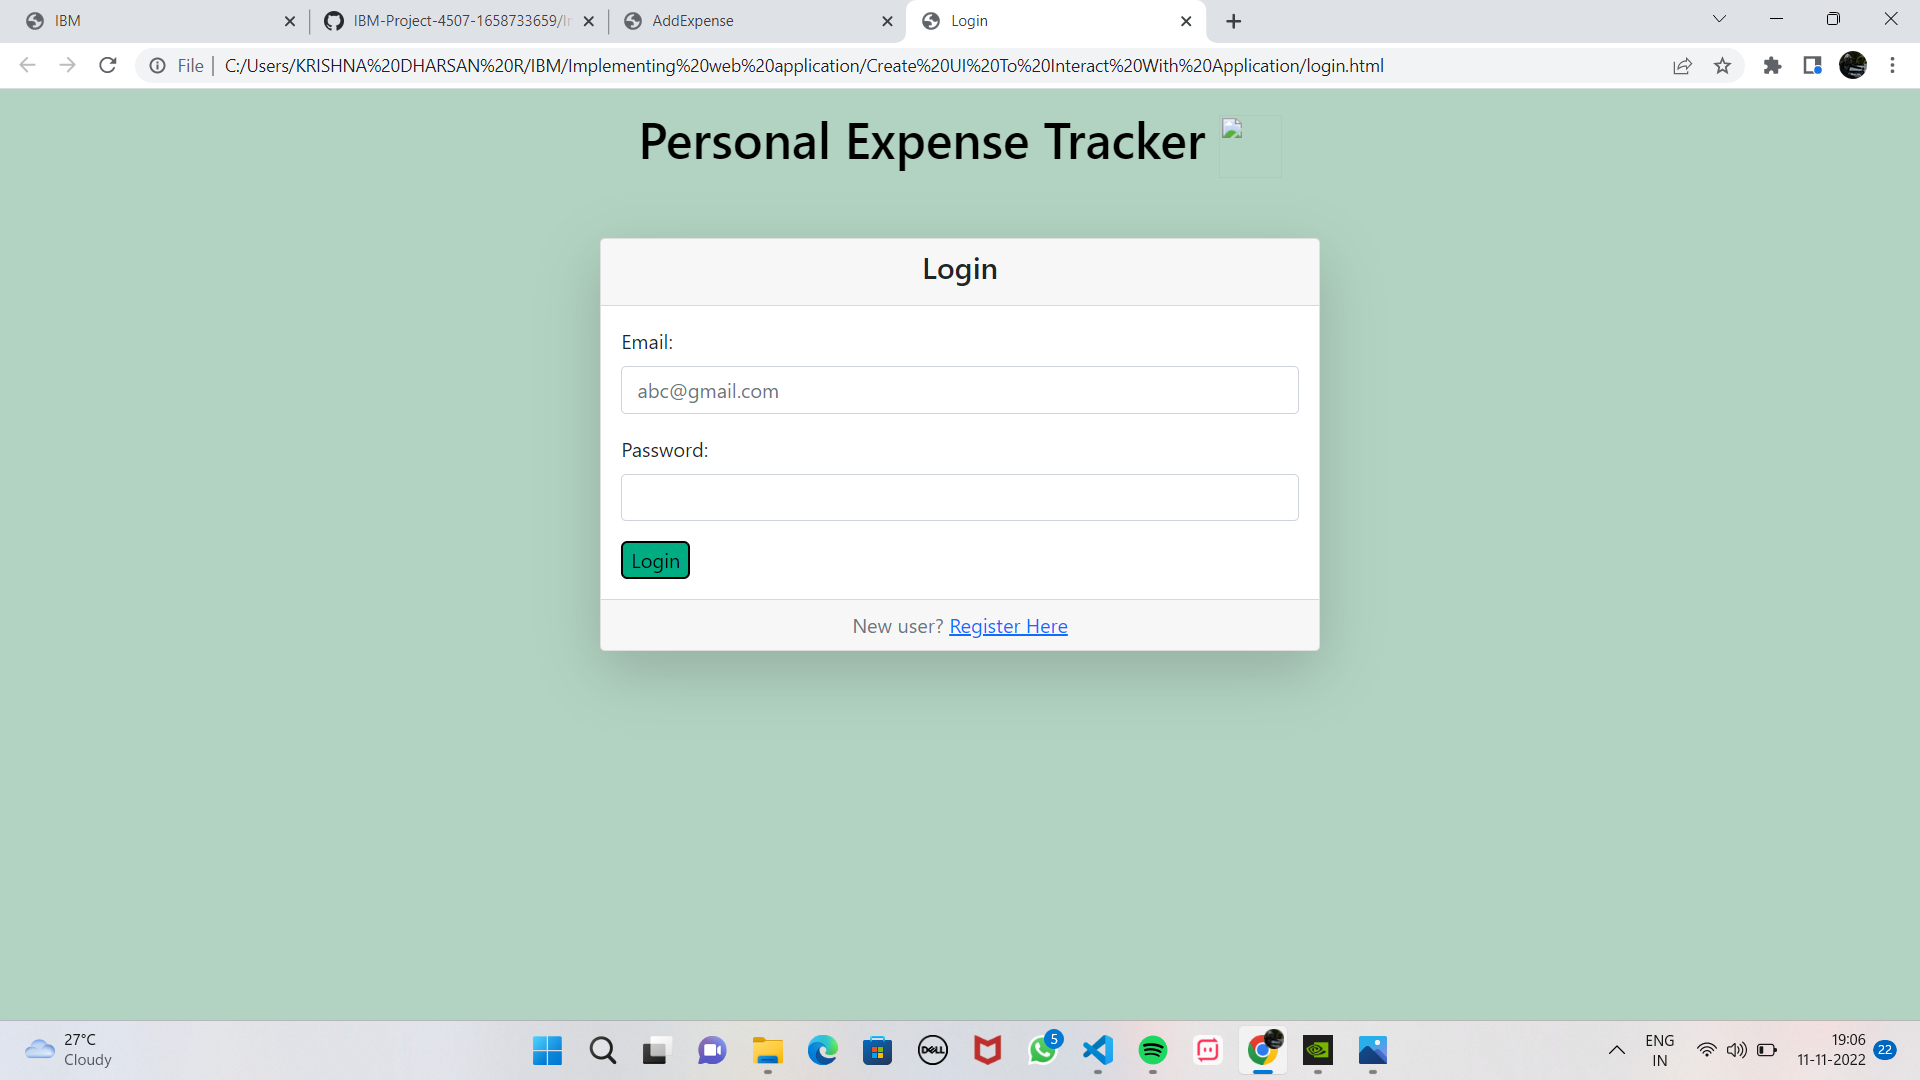 IBM
IBM-Project-4507-1658733659/
AddExpense
Login
File
C:/Users/KRISHNA%20DHARSAN%20R/IBM/Implementing%20web%20application/Create%20UI%20To%20Interact%20With%20Application/login.html
Personal Expense Tracker
Login
Email:
abc@gmail.com
Password:
Login
New user? Register Here
27°C
Cloudy
DELL
5
ENG
IN
19:06
11-11-2022
22